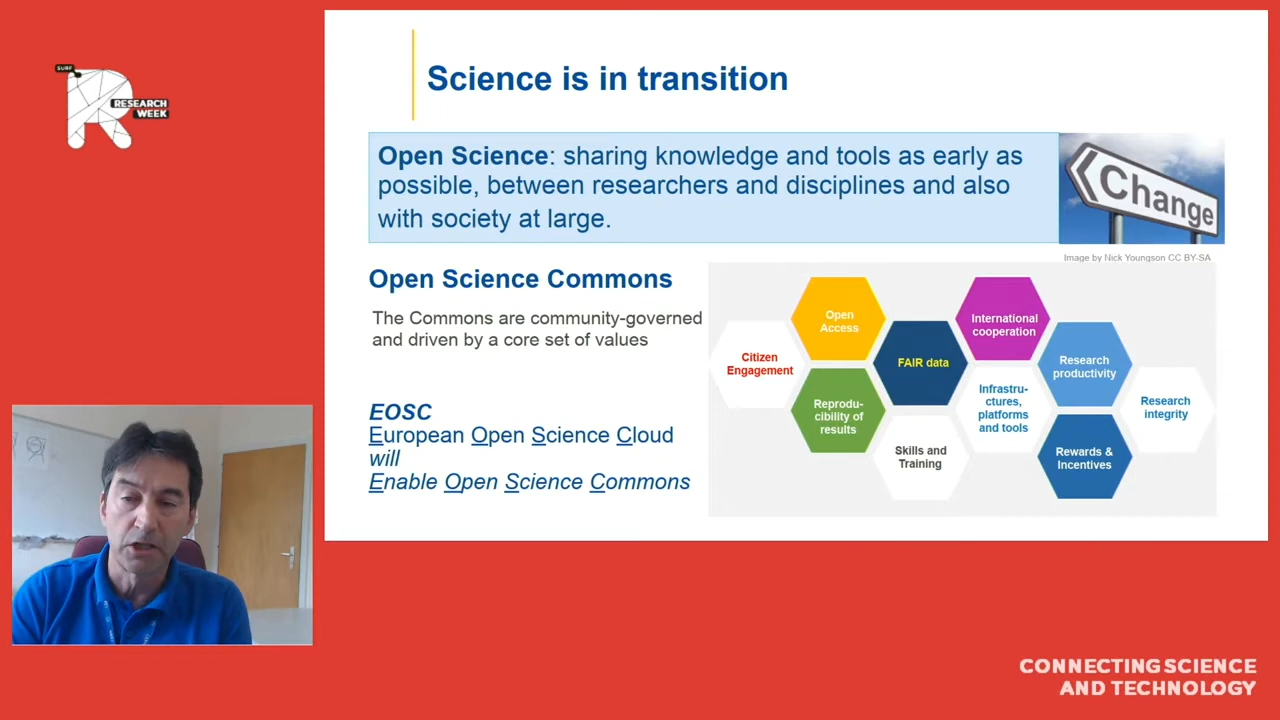 SURF
RESEARCH
WEEK
Science is in transition
Open Science: sharing knowledge and tools as early as
possible, between researchers and disciplines and also
with society at large.
Change
Image by Nick Youngson CC BY-SA
Open Science Commons
The Commons are community-governed
and driven by a core set of values
EOSC
European Open Science Cloud
will
Enable Open Science Commons
Citizen
Engagement
Open
Access
Reprodu-
cibility of
results
FAIR data
Skills and
Training
International
cooperation
Infrastru-
ctures,
platforms
and tools
Research
productivity
Rewards &
Incentives
Research
integrity
CONNECTING SCIENCE
AND TECHNOLOGY